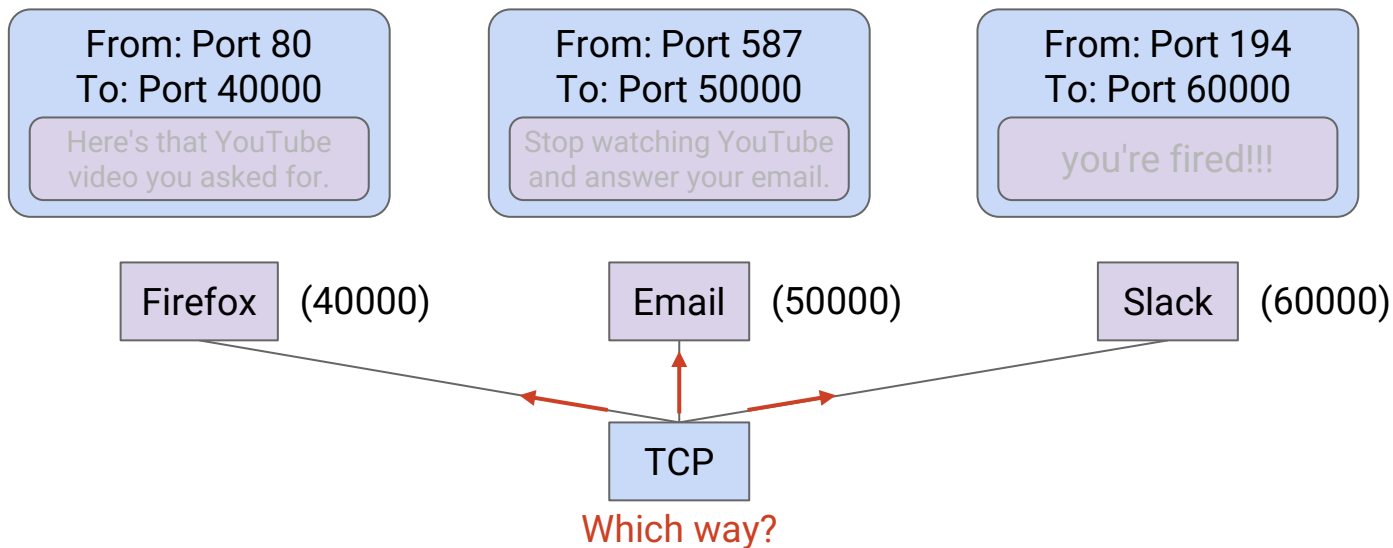 From: Port 80
To: Port 40000
Here's that YouTube
video you asked for.
From: Port 587
To: Port 50000
Stop watching YouTube
and answer your email.
From: Port 194
To: Port 60000
you're fired!!!
Firefox (40000)
Email (50000)
Slack (60000)
TCP
Which way?